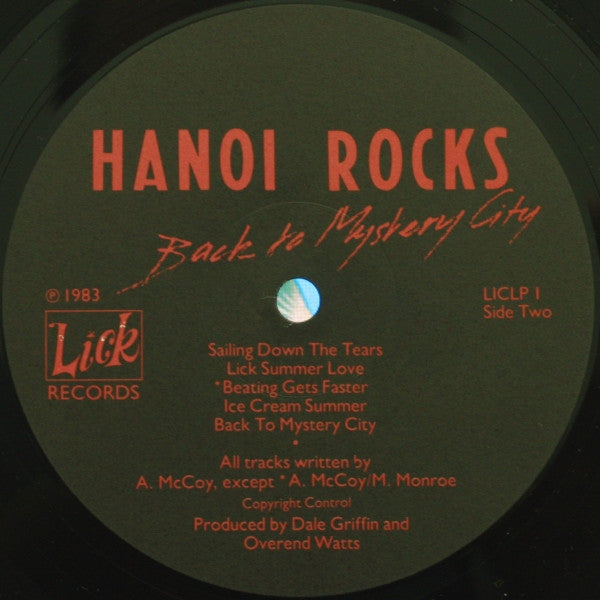 HANOI ROCKS
Back to Mystery City
℗ 1983
LICLP 1
Side Two
Lick
RECORDS
Sailing Down The Tears
Lick Summer Love
*Beating Gets Faster
Ice Cream Summer
Back To Mystery City
*
All tracks written by
A. McCoy, except * A. McCoy/M. Monroe
Copyright Control
Produced by Dale Griffin and
Overend Watts